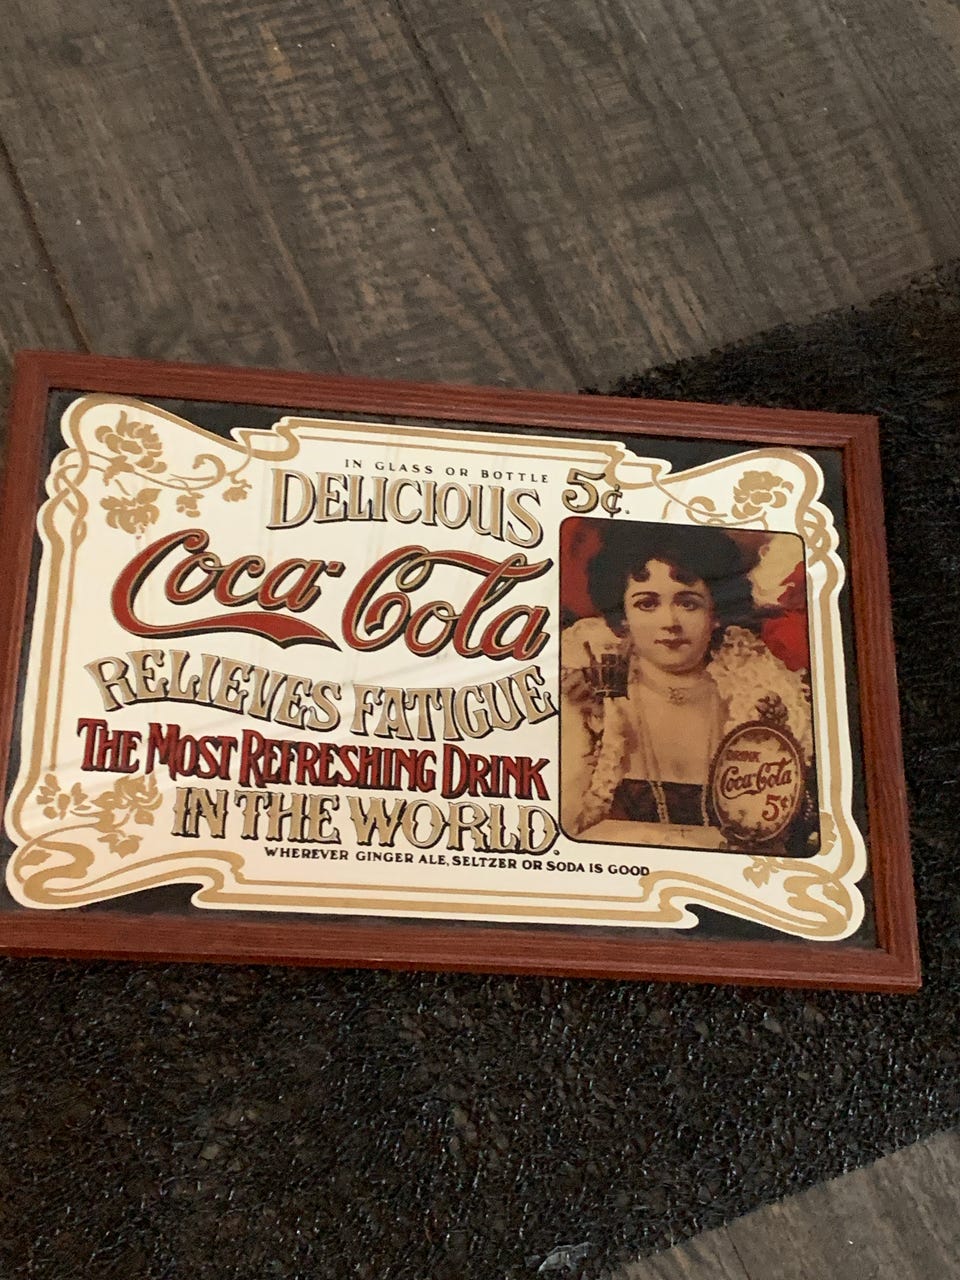 IN GLASS OR BOTTLE
DELICIOUS 5¢.
Coca-Cola
RELIEVES FATIGUE
THE MOST REFRESHING DRINK
IN THE WORLD.
WHEREVER GINGER ALE, SELTZER OR SODA IS GOOD
DRINK
Coca-Cola
5¢